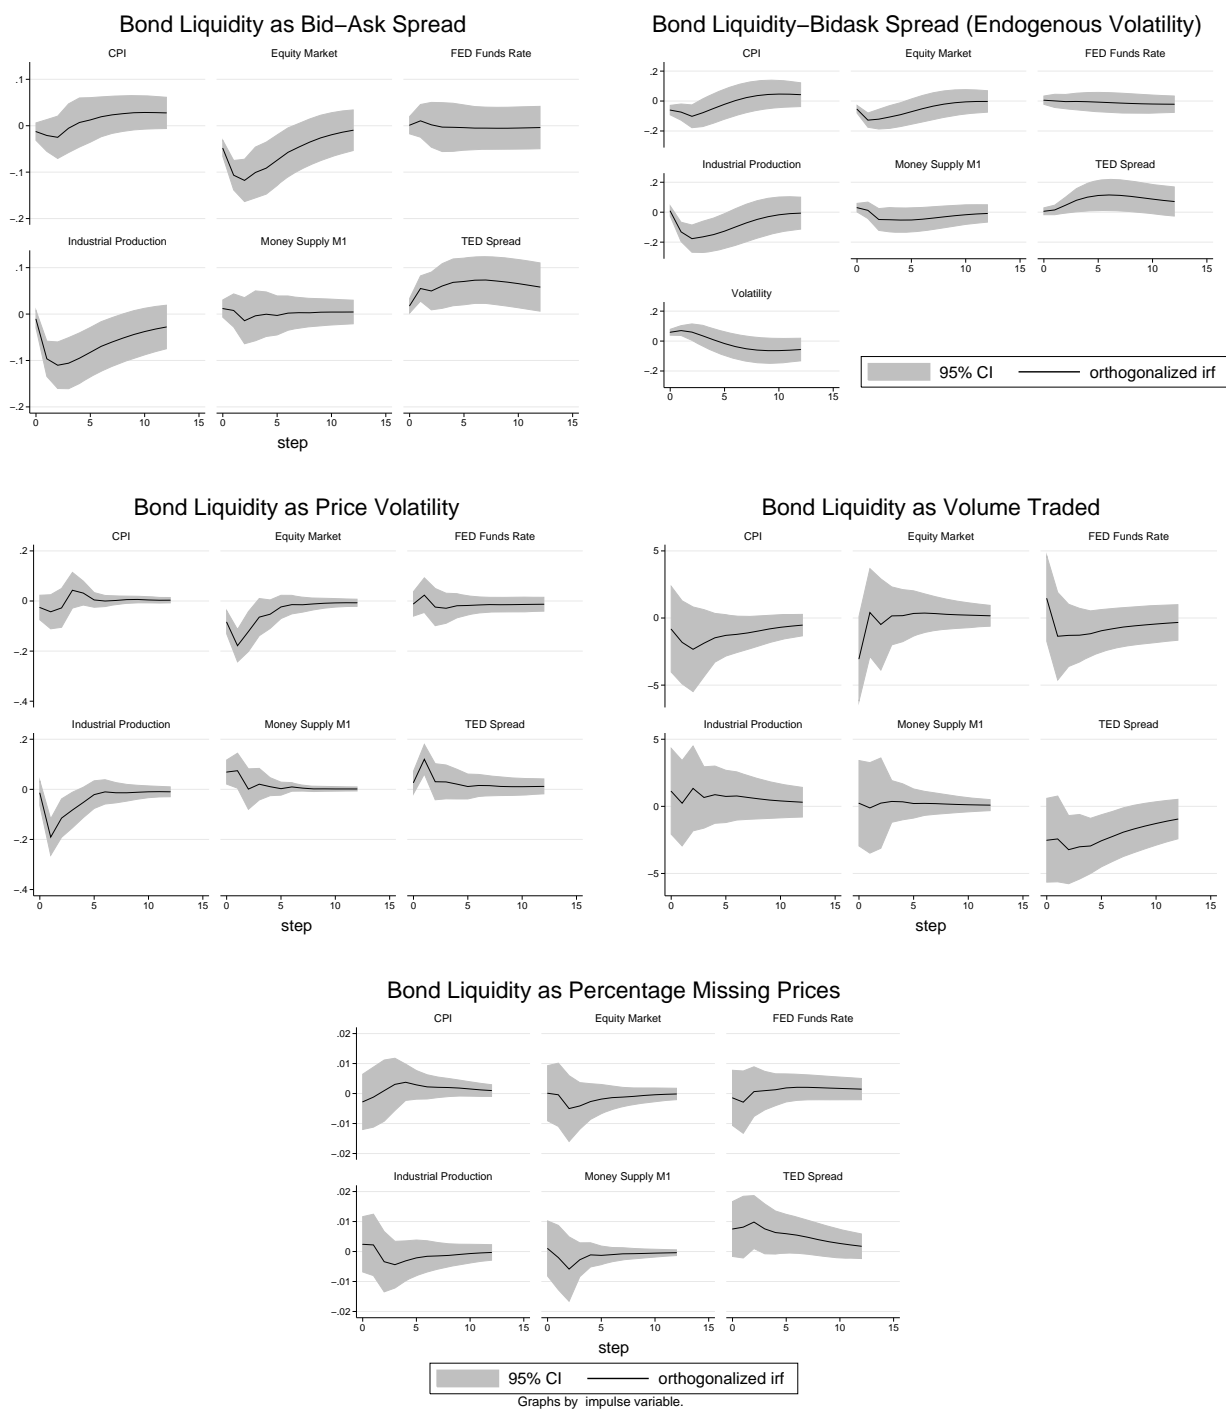 Bond Liquidity as Bid−Ask Spread
CPI Equity Market FED Funds Rate
.1
0
−.1
−.2
Industrial Production Money Supply M1 TED Spread
.1
0
−.1
−.2
0 5 10 15 0 5 10 15 0 5 10 15
step
Bond Liquidity−Bidask Spread (Endogenous Volatility)
CPI Equity Market FED Funds Rate
.2
0
−.2
Industrial Production Money Supply M1 TED Spread
.2
0
−.2
0 5 10 15 0 5 10 15
Volatility
.2
0
−.2
0 5 10 15
95% CI orthogonalized irf
Bond Liquidity as Price Volatility
CPI Equity Market FED Funds Rate
.2
0
−.2
−.4
Industrial Production Money Supply M1 TED Spread
.2
0
−.2
−.4
0 5 10 15 0 5 10 15 0 5 10 15
step
Bond Liquidity as Volume Traded
CPI Equity Market FED Funds Rate
5
0
−5
Industrial Production Money Supply M1 TED Spread
5
0
−5
0 5 10 15 0 5 10 15 0 5 10 15
step
Bond Liquidity as Percentage Missing Prices
CPI Equity Market FED Funds Rate
.02
.01
0
−.01
−.02
Industrial Production Money Supply M1 TED Spread
.02
.01
0
−.01
−.02
0 5 10 15 0 5 10 15 0 5 10 15
step
95% CI orthogonalized irf
Graphs by impulse variable.